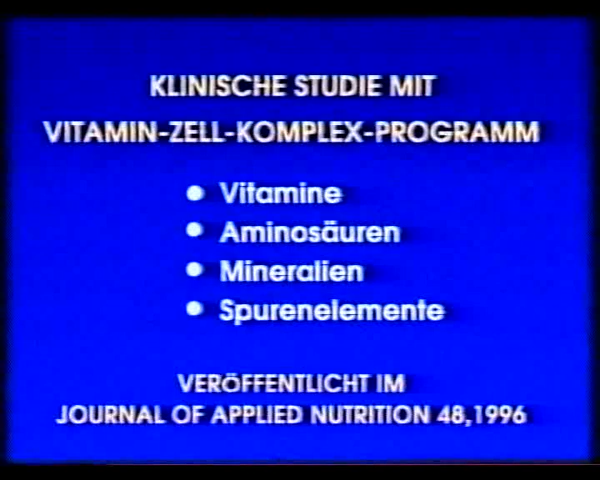 KLINISCHE STUDIE MIT
VITAMIN-ZELL-KOMPLEX-PROGRAMM
● Vitamine
● Aminosäuren
● Mineralien
● Spurenelemente
VERÖFFENTLICHT IM
JOURNAL OF APPLIED NUTRITION 48,1996